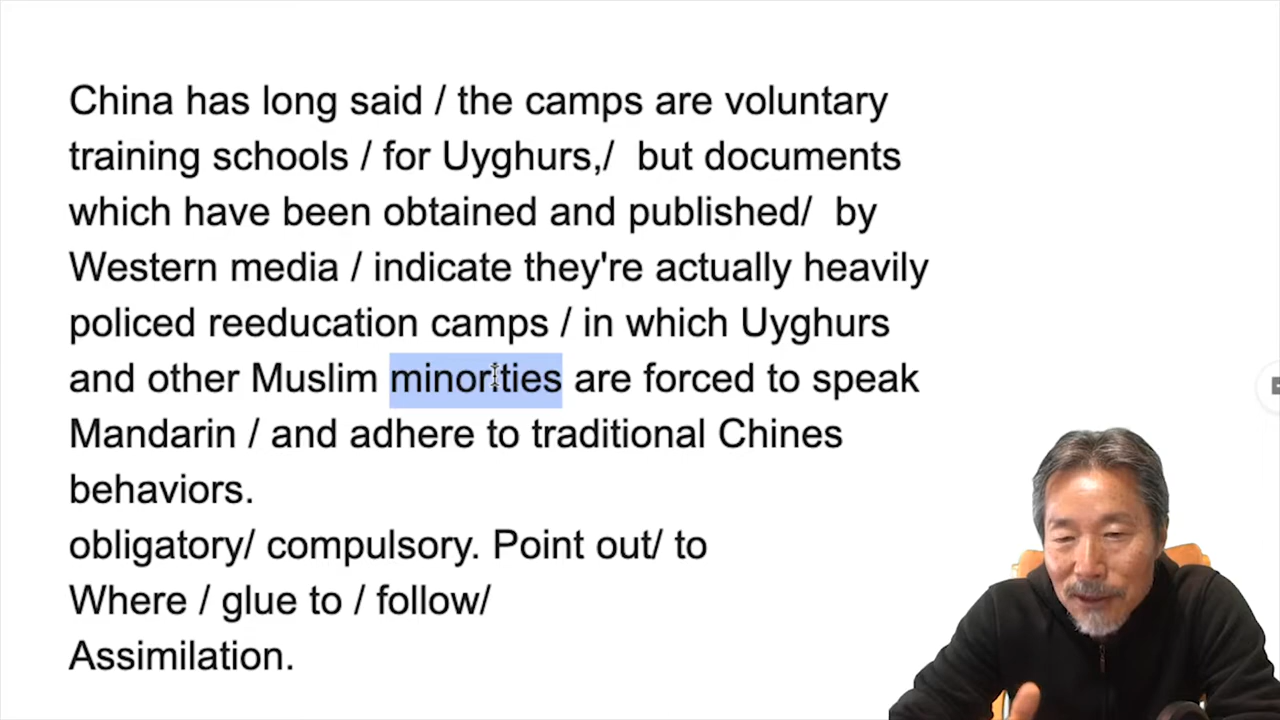 China has long said / the camps are voluntary
training schools / for Uyghurs,/  but documents
which have been obtained and published/  by
Western media / indicate they're actually heavily
policed reeducation camps / in which Uyghurs
and other Muslim minorities are forced to speak
Mandarin / and adhere to traditional Chines
behaviors.
obligatory/ compulsory. Point out/ to
Where / glue to / follow/
Assimilation.